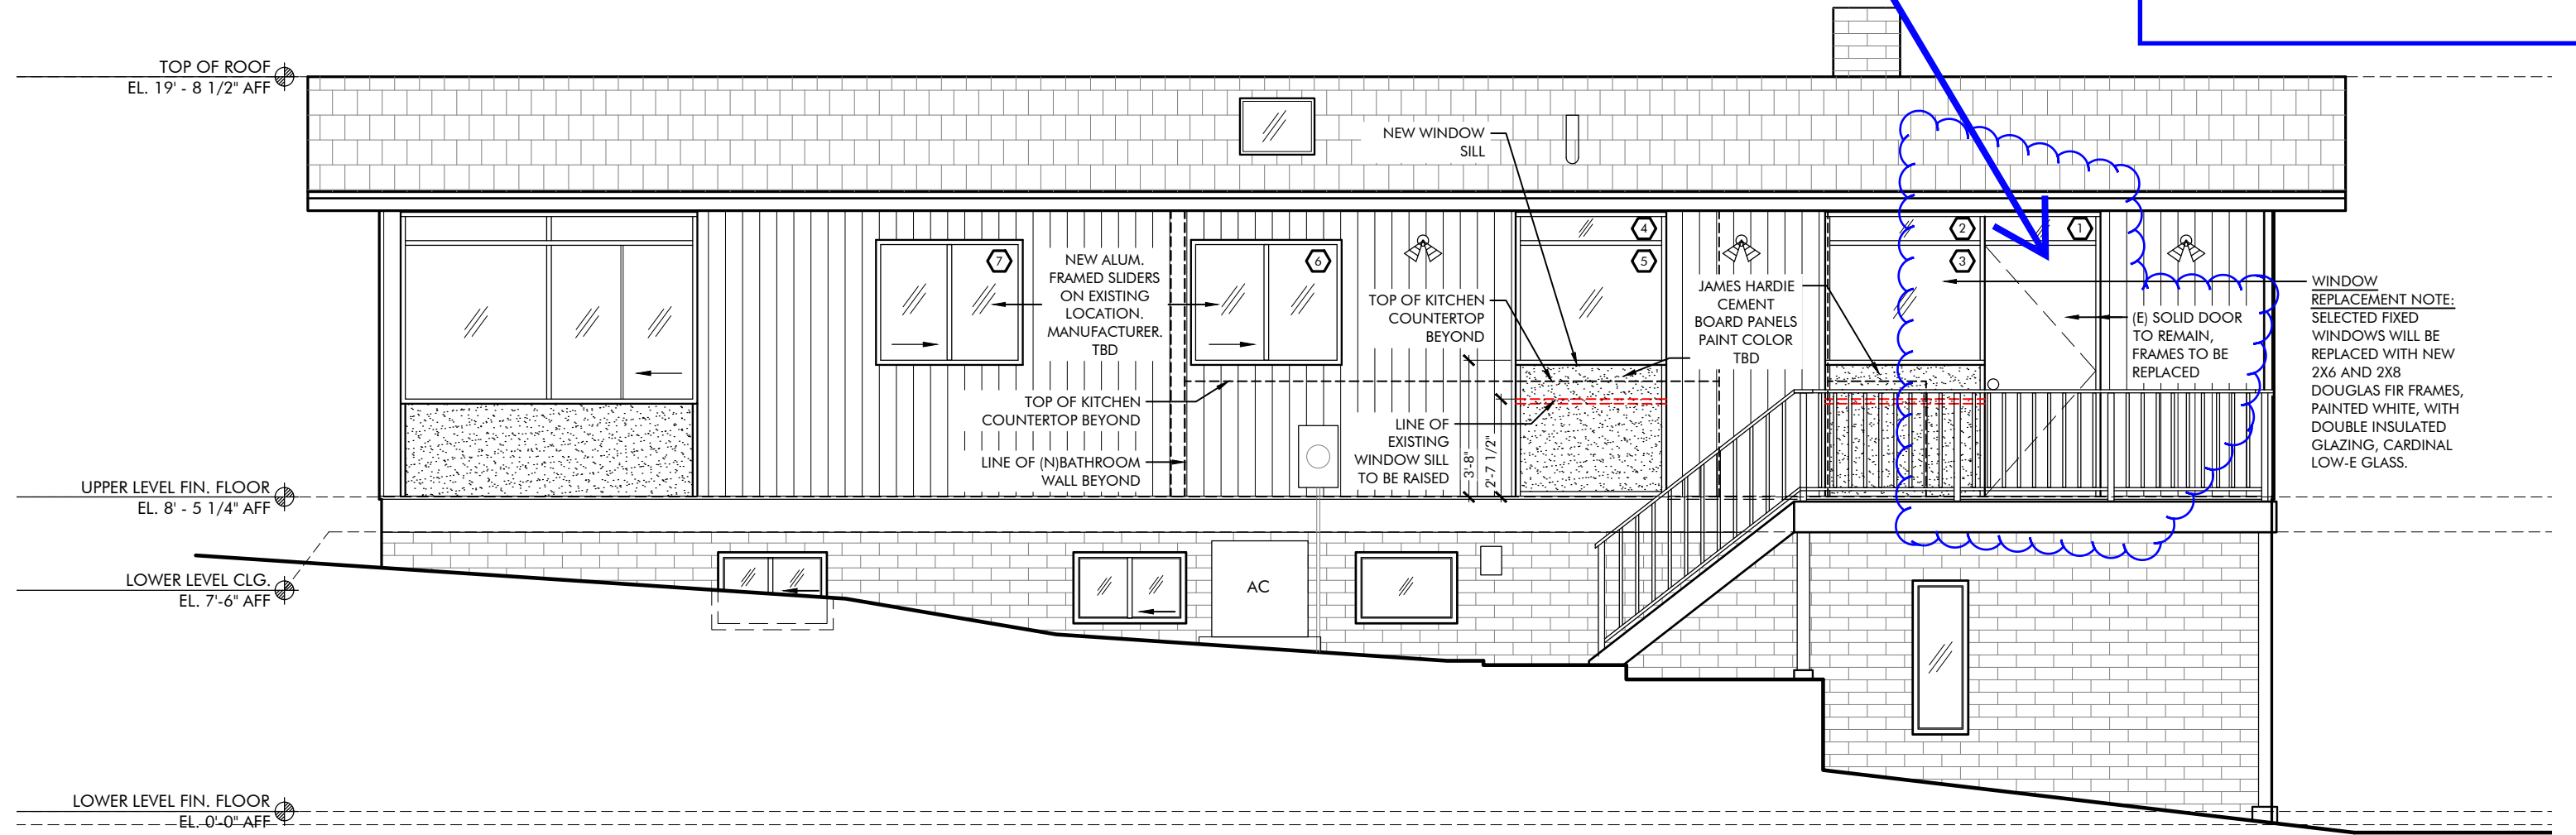 TOP OF ROOF
EL. 19' - 8 1/2" AFF
UPPER LEVEL FIN. FLOOR
EL. 8' - 5 1/4" AFF
LOWER LEVEL CLG.
EL. 7'-6" AFF
LOWER LEVEL FIN. FLOOR
EL. 0'-0" AFF
7
NEW ALUM.
FRAMED SLIDERS
ON EXISTING
LOCATION.
MANUFACTURER.
TBD
6
TOP OF KITCHEN
COUNTERTOP BEYOND
LINE OF (N)BATHROOM
WALL BEYOND
NEW WINDOW
SILL
TOP OF KITCHEN
COUNTERTOP
BEYOND
LINE OF
EXISTING
WINDOW SILL
TO BE RAISED
3'-8"
2'-7 1/2"
4
5
JAMES HARDIE
CEMENT
BOARD PANELS
PAINT COLOR
TBD
2
3
1
(E) SOLID DOOR
TO REMAIN,
FRAMES TO BE
REPLACED
WINDOW
REPLACEMENT NOTE:
SELECTED FIXED
WINDOWS WILL BE
REPLACED WITH NEW
2X6 AND 2X8
DOUGLAS FIR FRAMES,
PAINTED WHITE, WITH
DOUBLE INSULATED
GLAZING, CARDINAL
LOW-E GLASS.
AC